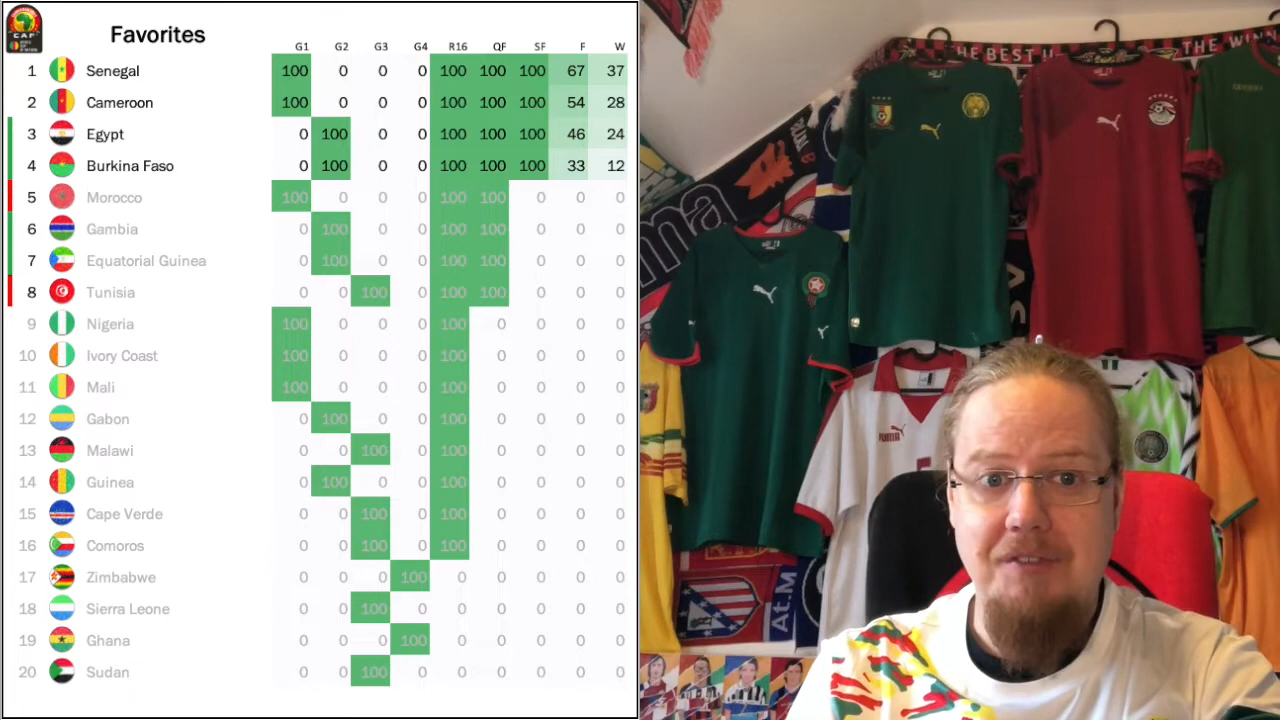 CAF
Favorites
G1 G2 G3 G4 R16 QF SF F W
1 Senegal 100 0 0 0 100 100 100 67 37
2 Cameroon 100 0 0 0 100 100 100 54 28
3 Egypt 0 100 0 0 100 100 100 46 24
4 Burkina Faso 0 100 0 0 100 100 100 33 12
5 Morocco 100 0 0 0 100 100 0 0 0
6 Gambia 0 100 0 0 100 100 0 0 0
7 Equatorial Guinea 0 100 0 0 100 100 0 0 0
8 Tunisia 0 0 100 0 100 100 0 0 0
9 Nigeria 100 0 0 0 100 0 0 0 0
10 Ivory Coast 100 0 0 0 100 0 0 0 0
11 Mali 100 0 0 0 100 0 0 0 0
12 Gabon 0 100 0 0 100 0 0 0 0
13 Malawi 0 0 100 0 100 0 0 0 0
14 Guinea 0 100 0 0 100 0 0 0 0
15 Cape Verde 0 0 100 0 100 0 0 0 0
16 Comoros 0 0 100 0 100 0 0 0 0
17 Zimbabwe 0 0 0 100 0 0 0 0 0
18 Sierra Leone 0 0 100 0 0 0 0 0 0
19 Ghana 0 0 0 100 0 0 0 0 0
20 Sudan 0 0 100 0 0 0 0 0 0
THE BEST
THE WINN
ma
PUMA
At.M